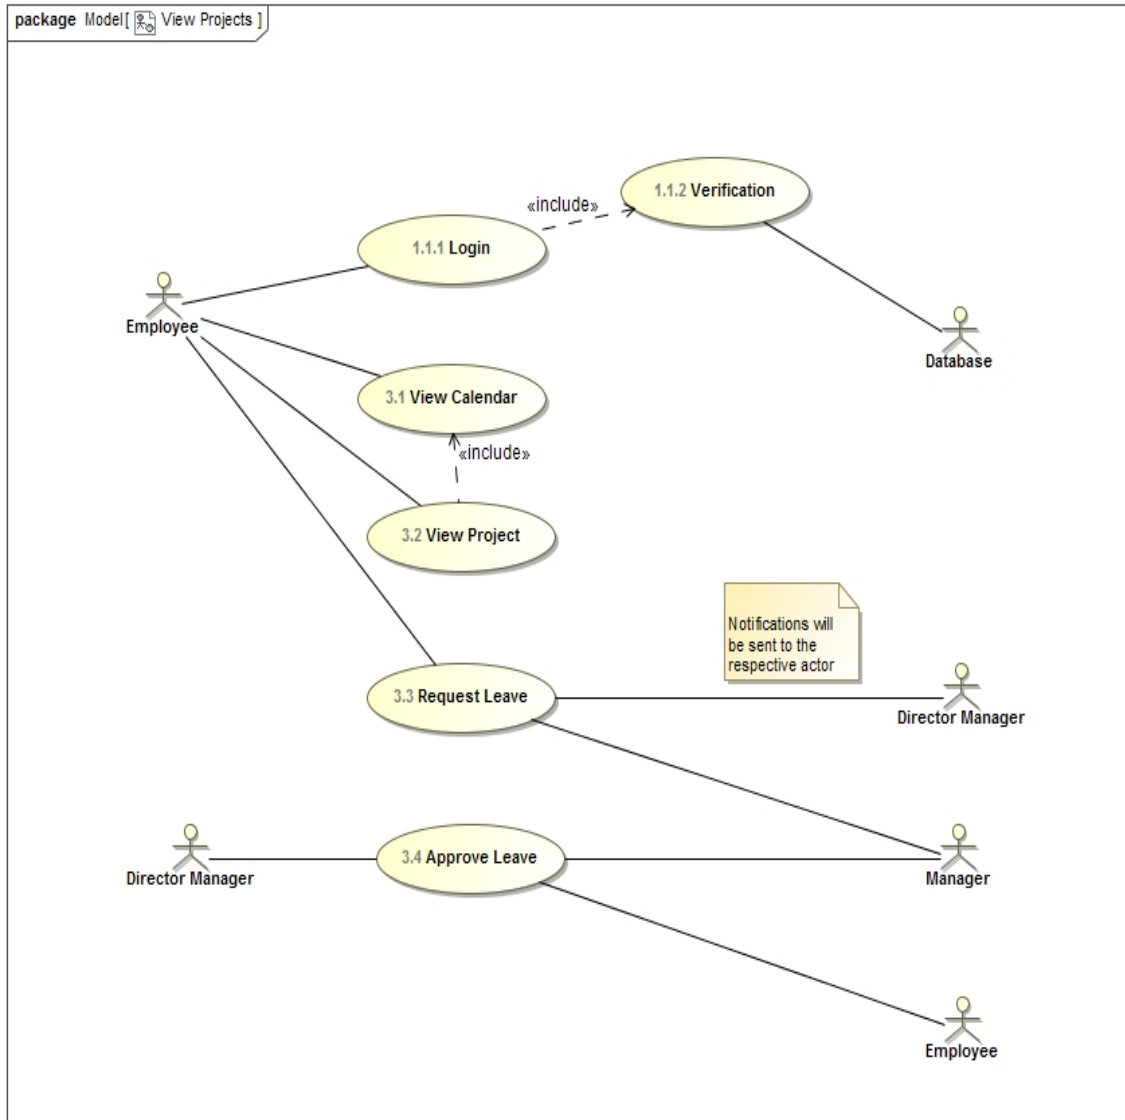 package Model[ View Projects ]
«include»
1.1.2 Verification
1.1.1 Login
Employee
Database
3.1 View Calendar
«include»
3.2 View Project
Notifications will
be sent to the
respective actor
3.3 Request Leave
Director Manager
3.4 Approve Leave
Director Manager
Manager
Employee